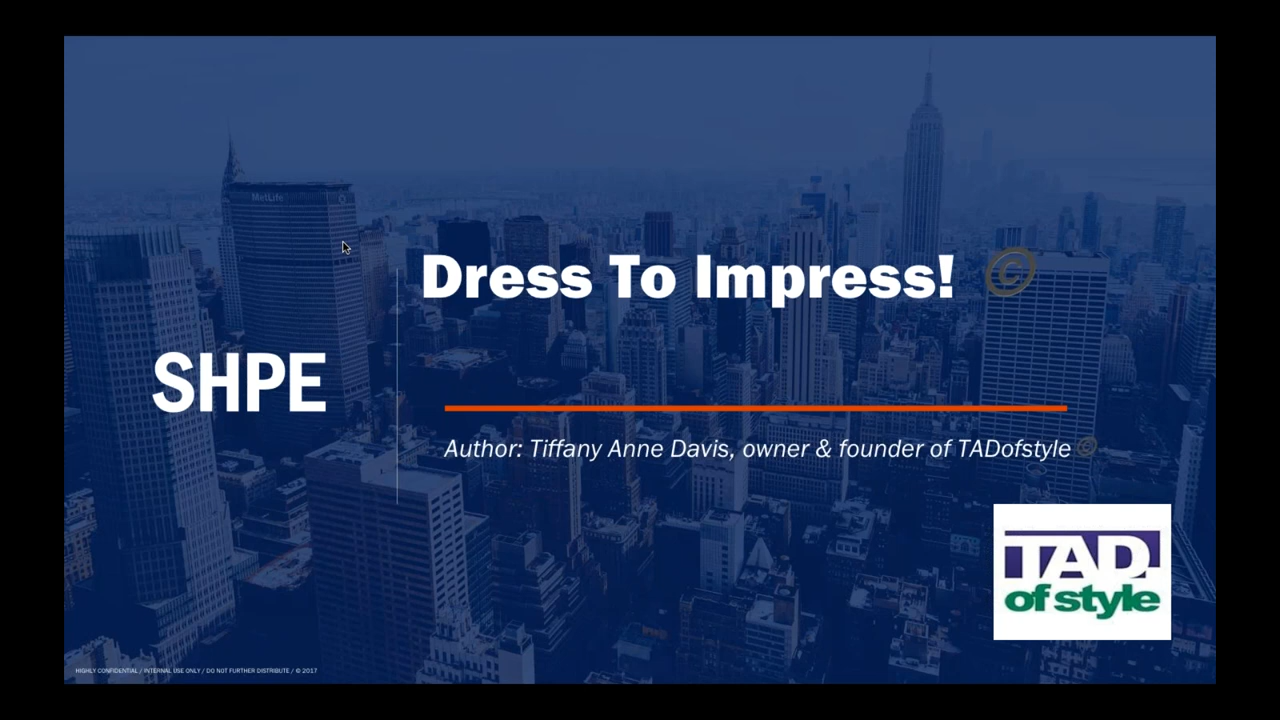 MetLife
Dress To Impress! ©
SHPE
Author: Tiffany Anne Davis, owner & founder of TADofstyle ©
TAD
of style
HIGHLY CONFIDENTIAL / INTERNAL USE ONLY / DO NOT FURTHER DISTRIBUTE / © 2017